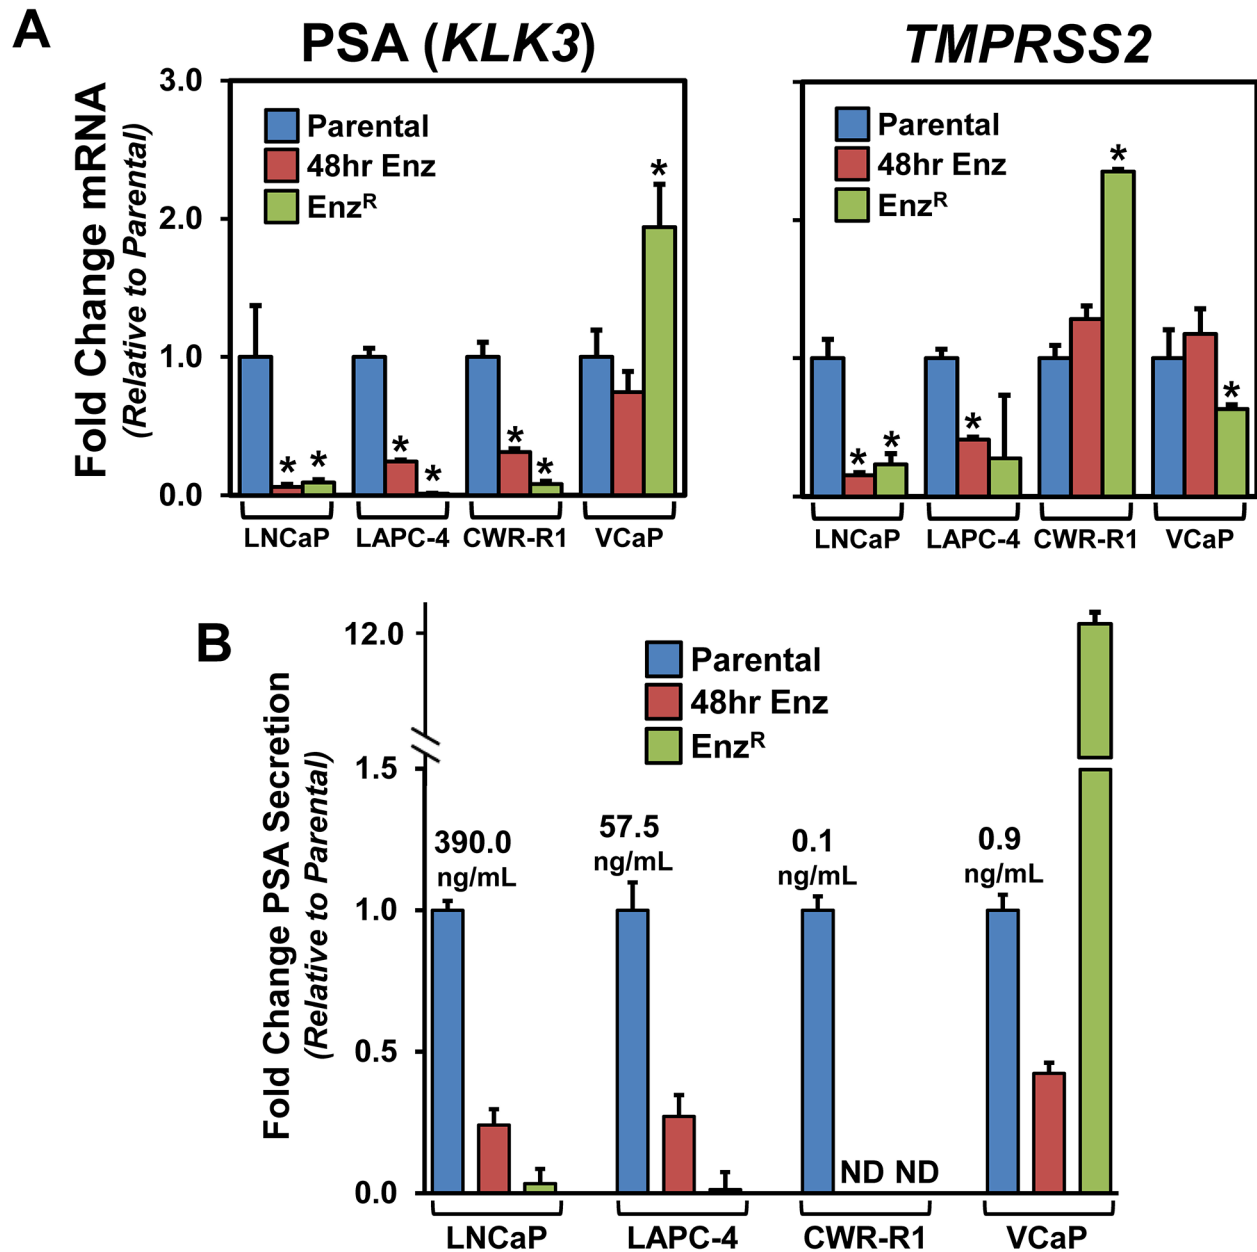 A
PSA (KLK3)
TMPRSS2
Fold Change mRNA
(Relative to Parental)
3.0
2.0
1.0
0.0
Parental
48hr Enz
EnzR
*
*
*
*
*
*
*
LNCaP
LAPC-4
CWR-R1
VCaP
Parental
48hr Enz
EnzR
*
*
*
*
*
LNCaP
LAPC-4
CWR-R1
VCaP
B
Fold Change PSA Secretion
(Relative to Parental)
12.0
1.5
1.0
0.5
0.0
Parental
48hr Enz
EnzR
390.0
ng/mL
57.5
ng/mL
0.1
ng/mL
0.9
ng/mL
ND ND
LNCaP
LAPC-4
CWR-R1
VCaP